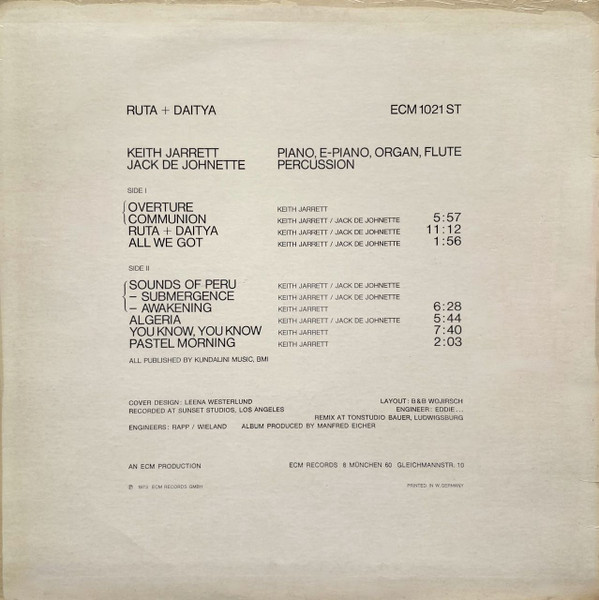 RUTA + DAITYA ECM 1021 ST
KEITH JARRETT PIANO, E-PIANO, ORGAN, FLUTE
JACK DE JOHNETTE PERCUSSION
SIDE I
OVERTURE KEITH JARRETT
COMMUNION KEITH JARRETT / JACK DE JOHNETTE 5:57
RUTA + DAITYA KEITH JARRETT / JACK DE JOHNETTE 11:12
ALL WE GOT KEITH JARRETT / JACK DE JOHNETTE 1:56
SIDE II
SOUNDS OF PERU KEITH JARRETT / JACK DE JOHNETTE
– SUBMERGENCE KEITH JARRETT / JACK DE JOHNETTE
– AWAKENING KEITH JARRETT 6:28
ALGERIA KEITH JARRETT / JACK DE JOHNETTE 5:44
YOU KNOW, YOU KNOW KEITH JARRETT 7:40
PASTEL MORNING KEITH JARRETT 2:03
ALL PUBLISHED BY KUNDALINI MUSIC, BMI
COVER DESIGN: LEENA WESTERLUND LAYOUT: B & B WOJIRSCH
RECORDED AT SUNSET STUDIOS, LOS ANGELES ENGINEER: EDDIE ...
REMIX AT TONSTUDIO BAUER, LUDWIGSBURG
ENGINEERS: RAPP / WIELAND ALBUM PRODUCED BY MANFRED EICHER
AN ECM PRODUCTION ECM RECORDS 8 MÜNCHEN 60 GLEICHMANNSTR. 10
℗ 1973 ECM RECORDS GMBH PRINTED IN W. GERMANY